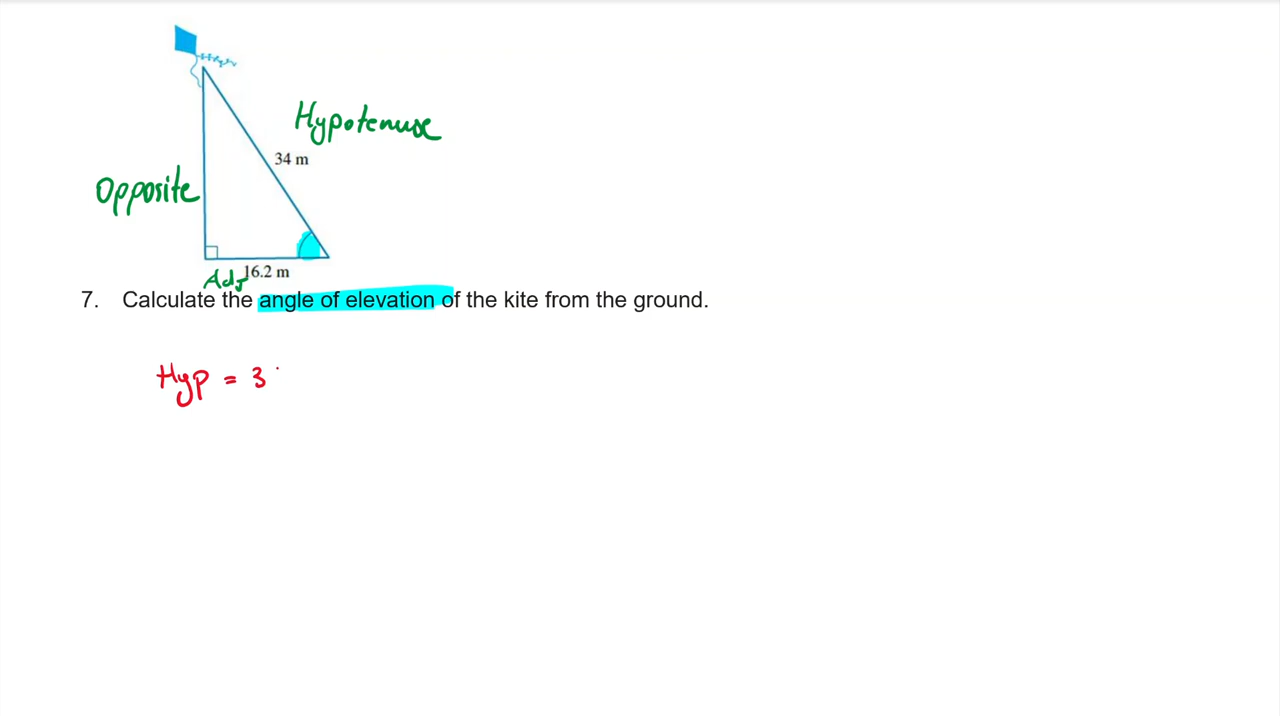 Hypotenuse
34 m
Opposite
Adj 16.2 m
7. Calculate the angle of elevation of the kite from the ground.
Hyp = 3